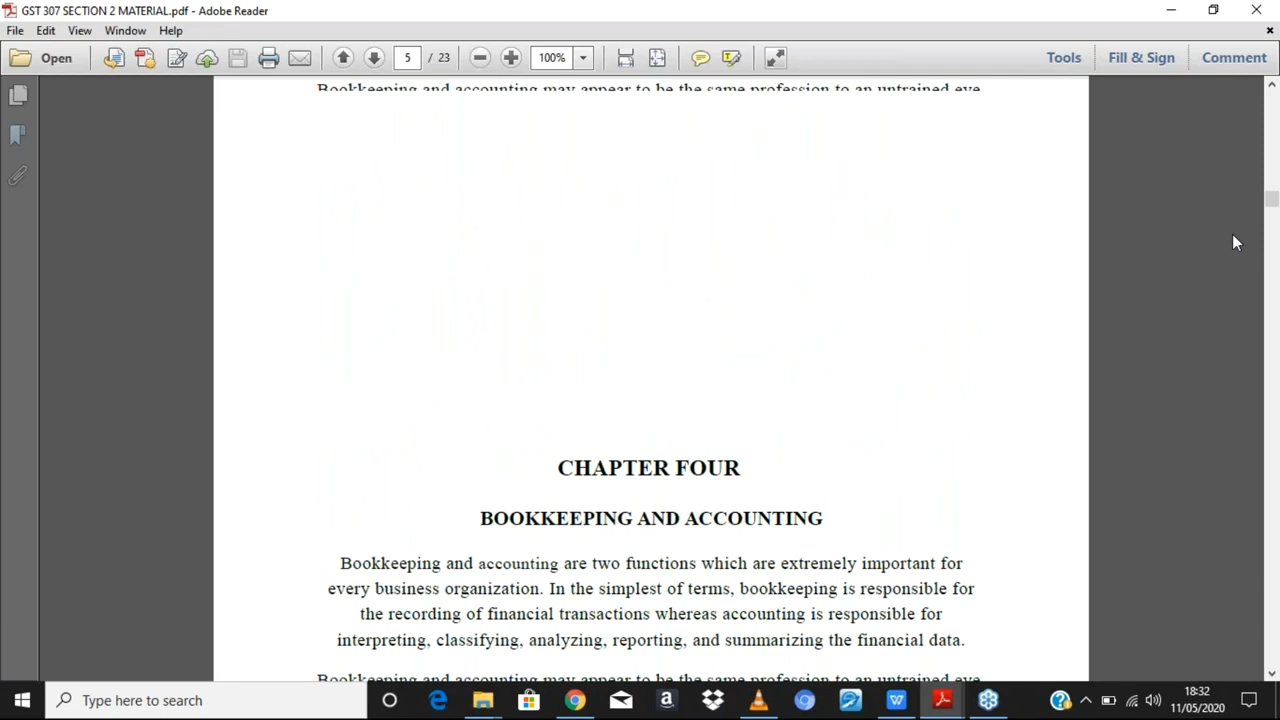 GST 307 SECTION 2 MATERIAL.pdf - Adobe Reader
File Edit View Window Help
Open 5 / 23 100% Tools Fill & Sign Comment
Bookkeeping and accounting may appear to be the same profession to an untrained eye
CHAPTER FOUR
BOOKKEEPING AND ACCOUNTING
Bookkeeping and accounting are two functions which are extremely important for
every business organization. In the simplest of terms, bookkeeping is responsible for
the recording of financial transactions whereas accounting is responsible for
interpreting, classifying, analyzing, reporting, and summarizing the financial data.
Bookkeeping and accounting may appear to be the same profession to an untrained eye
Type here to search
18:32
11/05/2020